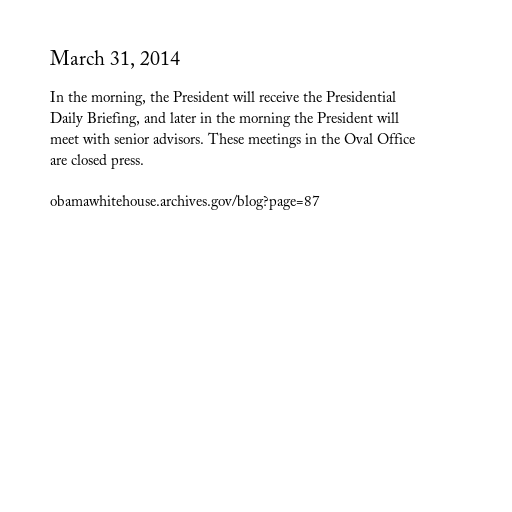 March 31, 2014
In the morning, the President will receive the Presidential
Daily Briefing, and later in the morning the President will
meet with senior advisors. These meetings in the Oval Office
are closed press.
obamawhitehouse.archives.gov/blog?page=87